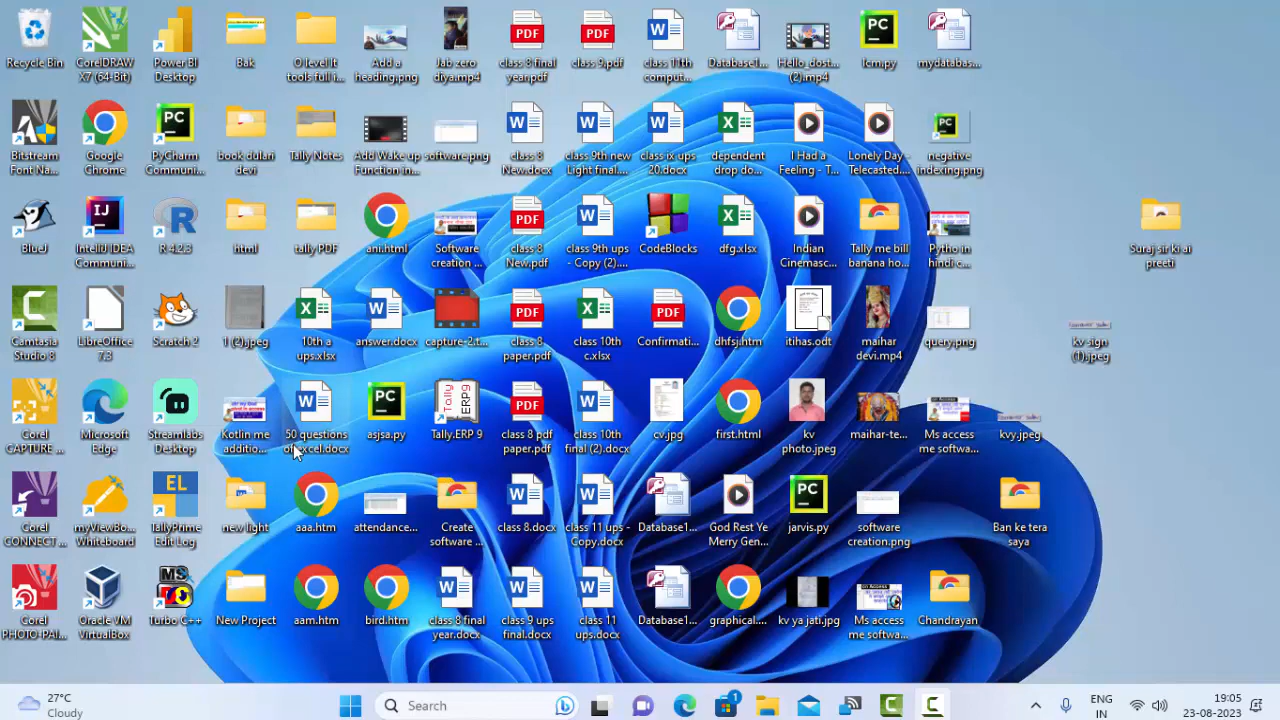 Recycle Bin
CorelDRAW
X7 (64-Bit)
Power BI
Desktop
Bak
O level It
tools full i...
Add a
heading.png
Jab zero
diya.mp4
class 8 final
year.pdf
class 9.pdf
class 11th
comput...
Database1...
Hello_dost...
(2).mp4
lcm.py
mydatabas...
Bitstream
Font Na...
Google
Chrome
PyCharm
Communi...
book dulari
devi
Tally Notes
Add Wake up
Function in...
software.png
class 8
New.docx
class 9th new
Light final....
class ix ups
20.docx
dependent
drop do...
I Had a
Feeling - T...
Lonely Day -
Telecasted....
negative
indexing.png
BlueJ
IntelliJ IDEA
Communi...
R 4.2.3
html
tally PDF
ani.html
Software
creation ...
class 8
New.pdf
class 9th ups
- Copy (2)....
CodeBlocks
dfg.xlsx
Indian
Cinemasc...
Tally me bill
banana ho...
Pytho in
hindi c...
Suraj sir ki ai
preeti
Camtasia
Studio 8
LibreOffice
7.3
Scratch 2
1 (2).jpeg
10th a
ups.xlsx
answer.docx
capture-2.t...
class 8
paper.pdf
class 10th
c.xlsx
Confirmati...
dhfsj.htm
itihas.odt
maihar
devi.mp4
query.png
kv sign
(1).jpeg
Corel
CAPTURE ...
Microsoft
Edge
Streamlabs
Desktop
Kotlin me
additio...
50 questions
of excel.docx
asjsa.py
Tally.ERP 9
class 8 pdf
paper.pdf
class 10th
final (2).docx
cv.jpg
first.html
kv
photo.jpeg
maihar-te...
Ms access
me softwa...
kvy.jpeg
Corel
CONNECT ...
myViewBo...
Whiteboard
TallyPrime
Edit Log
new light
aaa.htm
attendance...
Create
software ...
class 8.docx
class 11 ups -
Copy.docx
Database1...
God Rest Ye
Merry Gen...
jarvis.py
software
creation.png
Ban ke tera
saya
Corel
PHOTO-PAI...
Oracle VM
VirtualBox
Turbo C++
New Project
aam.htm
bird.htm
class 8 final
year.docx
class 9 ups
final.docx
class 11
ups.docx
Database1...
graphical....
kv ya jati.jpg
Ms access
me softwa...
Chandrayan
27°C
Cloudy
Search
1
ENG
IN
19:05
23-08-2023